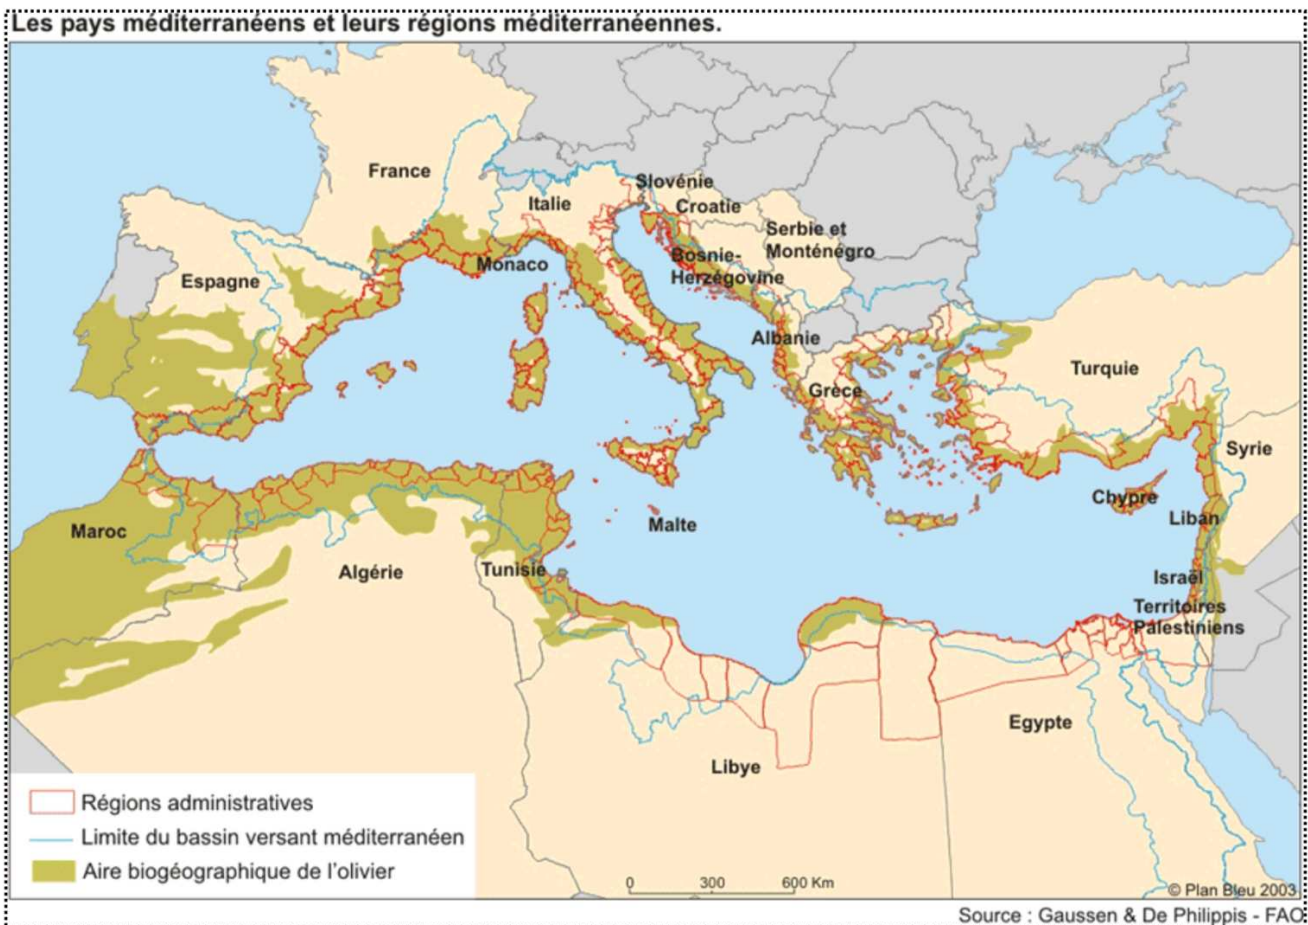 Les pays méditerranéens et leurs régions méditerranéennes.
France
Slovénie
Italie
Croatie
Serbie et
Monténégro
Bosnie-
Herzégovine
Monaco
Espagne
Albanie
Turquie
Grèce
Syrie
Chypre
Liban
Malte
Maroc
Algérie
Tunisie
Israël
Territoires
Palestiniens
Egypte
Libye
Régions administratives
Limite du bassin versant méditerranéen
Aire biogéographique de l'olivier
0 300 600 Km
© Plan Bleu 2003
Source : Gaussen & De Philippis - FAO